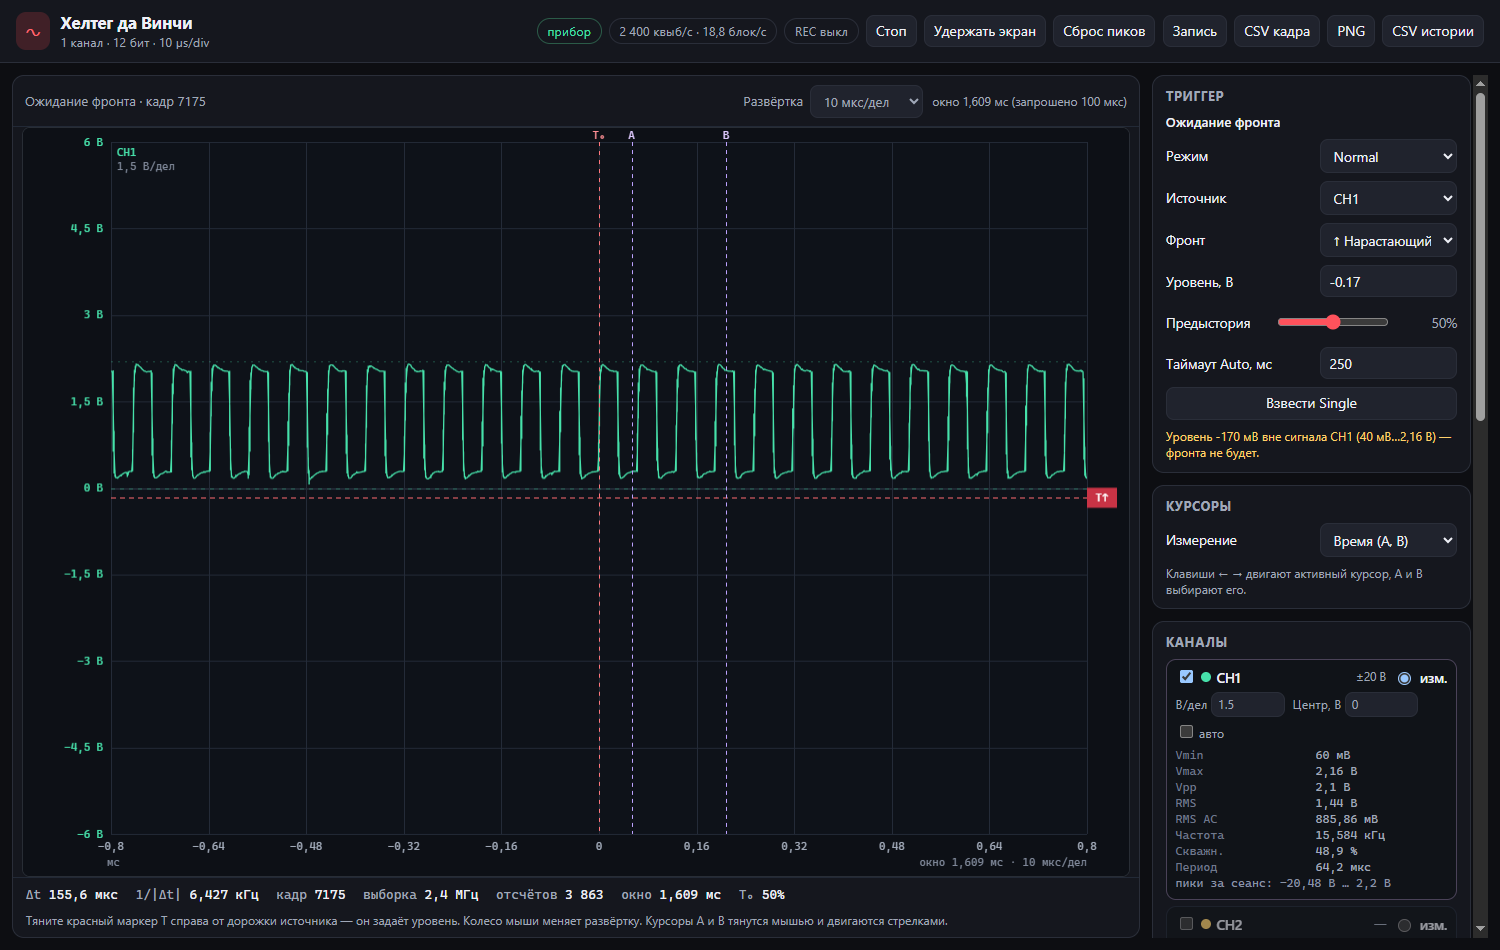 Хелтег да Винчи
1 канал · 12 бит · 10 µs/div
прибор
2 400 квыб/с · 18,8 блок/с
REC выкл
Стоп
Удержать экран
Сброс пиков
Запись
CSV кадра
PNG
CSV истории
Ожидание фронта · кадр 7175
Развёртка
10 мкс/дел
окно 1,609 мс (запрошено 100 мкс)
T₀
A
B
CH1
1,5 В/дел
6 В
4,5 В
3 В
1,5 В
0 В
−1,5 В
−3 В
−4,5 В
−6 В
T↑
−0,8
−0,64
−0,48
−0,32
−0,16
0
0,16
0,32
0,48
0,64
0,8
мс
окно 1,609 мс · 10 мкс/дел
Δt 155,6 мкс 1/|Δt| 6,427 кГц кадр 7175 выборка 2,4 МГц отсчётов 3 863 окно 1,609 мс T₀ 50%
Тяните красный маркер T справа от дорожки источника — он задаёт уровень. Колесо мыши меняет развёртку. Курсоры A и B тянутся мышью и двигаются стрелками.
ТРИГГЕР
Ожидание фронта
Режим Normal
Источник CH1
Фронт ↑ Нарастающий
Уровень, В -0.17
Предыстория 50%
Таймаут Auto, мс 250
Взвести Single
Уровень -170 мВ вне сигнала CH1 (40 мВ…2,16 В) —
фронта не будет.
КУРСОРЫ
Измерение Время (A, B)
Клавиши ← → двигают активный курсор, A и B
выбирают его.
КАНАЛЫ
CH1 ±20 В изм.
В/дел 1.5 Центр, В 0
авто
Vmin 60 мВ
Vmax 2,16 В
Vpp 2,1 В
RMS 1,44 В
RMS AC 885,86 мВ
Частота 15,584 кГц
Скважн. 48,9 %
Период 64,2 мкс
пики за сеанс: −20,48 В … 2,2 В
CH2 — изм.